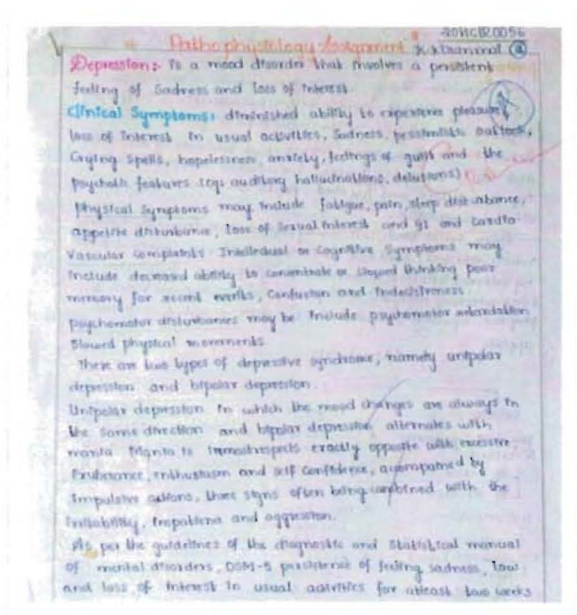 Pathophysiology Assignment
Depression: is a mood disorder that involves a persistent
feeling of Sadness and loss of interest.
Clinical Symptoms: diminished ability to experience pleasure,
loss of interest in usual activities, Sadness, pessimistic outlook,
Crying Spells, hopelessness, anxiety, feelings of guilt and the
psychotic features (eg: auditory hallucinations, delusions)
physical Symptoms may include fatigue, pain, sleep disturbance,
appetite disturbance, loss of Sexual interest and GI and Cardio
Vascular complaints Intellectual or Cognitive Symptoms may
include decreased ability to concentrate or slowed thinking poor
memory for recent events, Confusion and indecisiveness
psychomotor disturbances may be include psychomotor retardation
Slowed physical movements.
There are two types of depressive syndrome, namely unipolar
depression and bipolar depression.
Unipolar depression in which the mood changes are always in
the same direction and bipolar depression alternates with
mania Mania is exactly opposite with excessive
Exuberance, enthusiasm and self Confidence, accompanied by
Impulsive actions, these signs often being combined with the
irritability, and aggression.
As per the guidelines of the diagnostic and Statistical manual
of mental disorders, DSM-5 persistence of feeling sadness, low
and loss of interest in usual activities for atleast two weeks